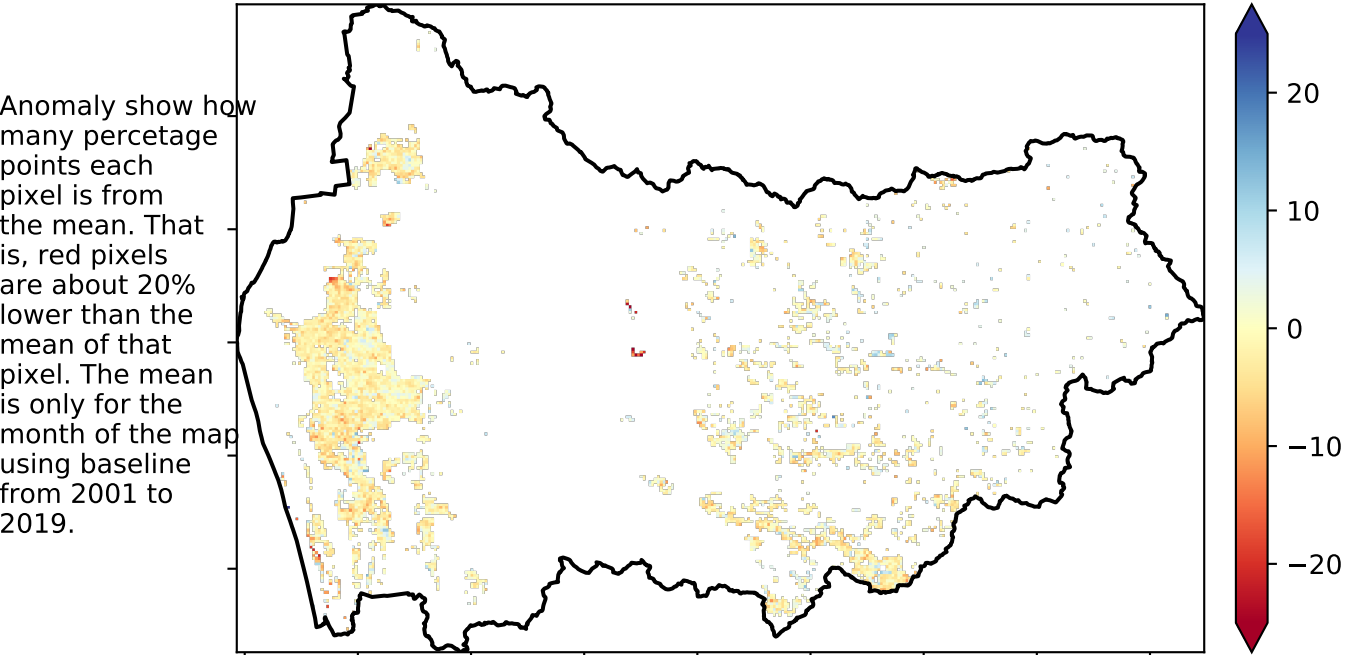 Anomaly show how
many percetage
points each
pixel is from
the mean. That
is, red pixels
are about 20%
lower than the
mean of that
pixel. The mean
is only for the
month of the map
using baseline
from 2001 to
2019.
20
10
0
−10
−20